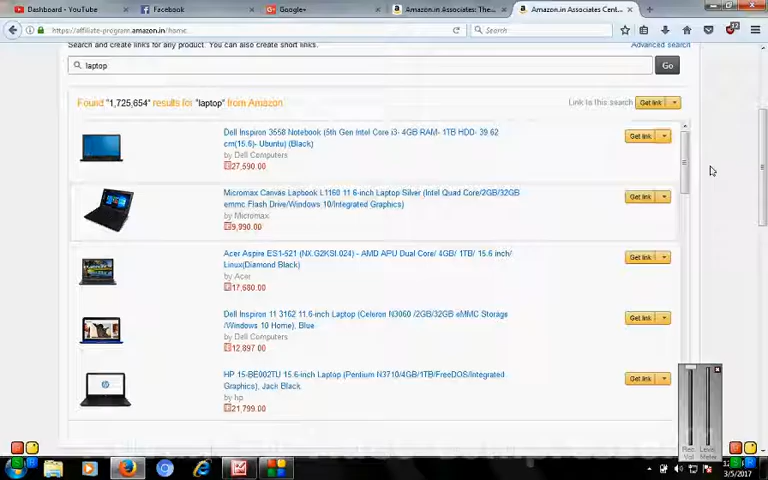 Dashboard - YouTube
Facebook
Google+
Amazon.in Associates: The...
Amazon.in Associates Cent...
https://affiliate-program.amazon.in/home
Search
Search and create links for any product. You can also create short links.
Advanced search
laptop
Go
Found "1,725,654" results for "laptop" from Amazon
Link to this search
Get link
Dell Inspiron 3558 Notebook (5th Gen Intel Core i3- 4GB RAM- 1TB HDD- 39.62
cm(15.6)- Ubuntu) (Black)
by Dell Computers
27,590.00
Get link
Micromax Canvas Lapbook L1160 11.6-inch Laptop Silver (Intel Quad Core/2GB/32GB
emmc Flash Drive/Windows 10/Integrated Graphics)
by Micromax
9,990.00
Get link
Acer Aspire ES1-521 (NX.G2KSI.024) - AMD APU Dual Core/ 4GB/ 1TB/ 15.6 inch/
Linux(Diamond Black)
by Acer
17,680.00
Get link
Dell Inspiron 11 3162 11.6-inch Laptop (Celeron N3060 /2GB/32GB eMMC Storage
/Windows 10 Home), Blue
by Dell Computers
12,897.00
Get link
HP 15-BE002TU 15.6-inch Laptop (Pentium N3710/4GB/1TB/FreeDOS/Integrated
Graphics), Jack Black
by hp
21,799.00
Get link
Rec Level
Vol Meter
3/5/2017